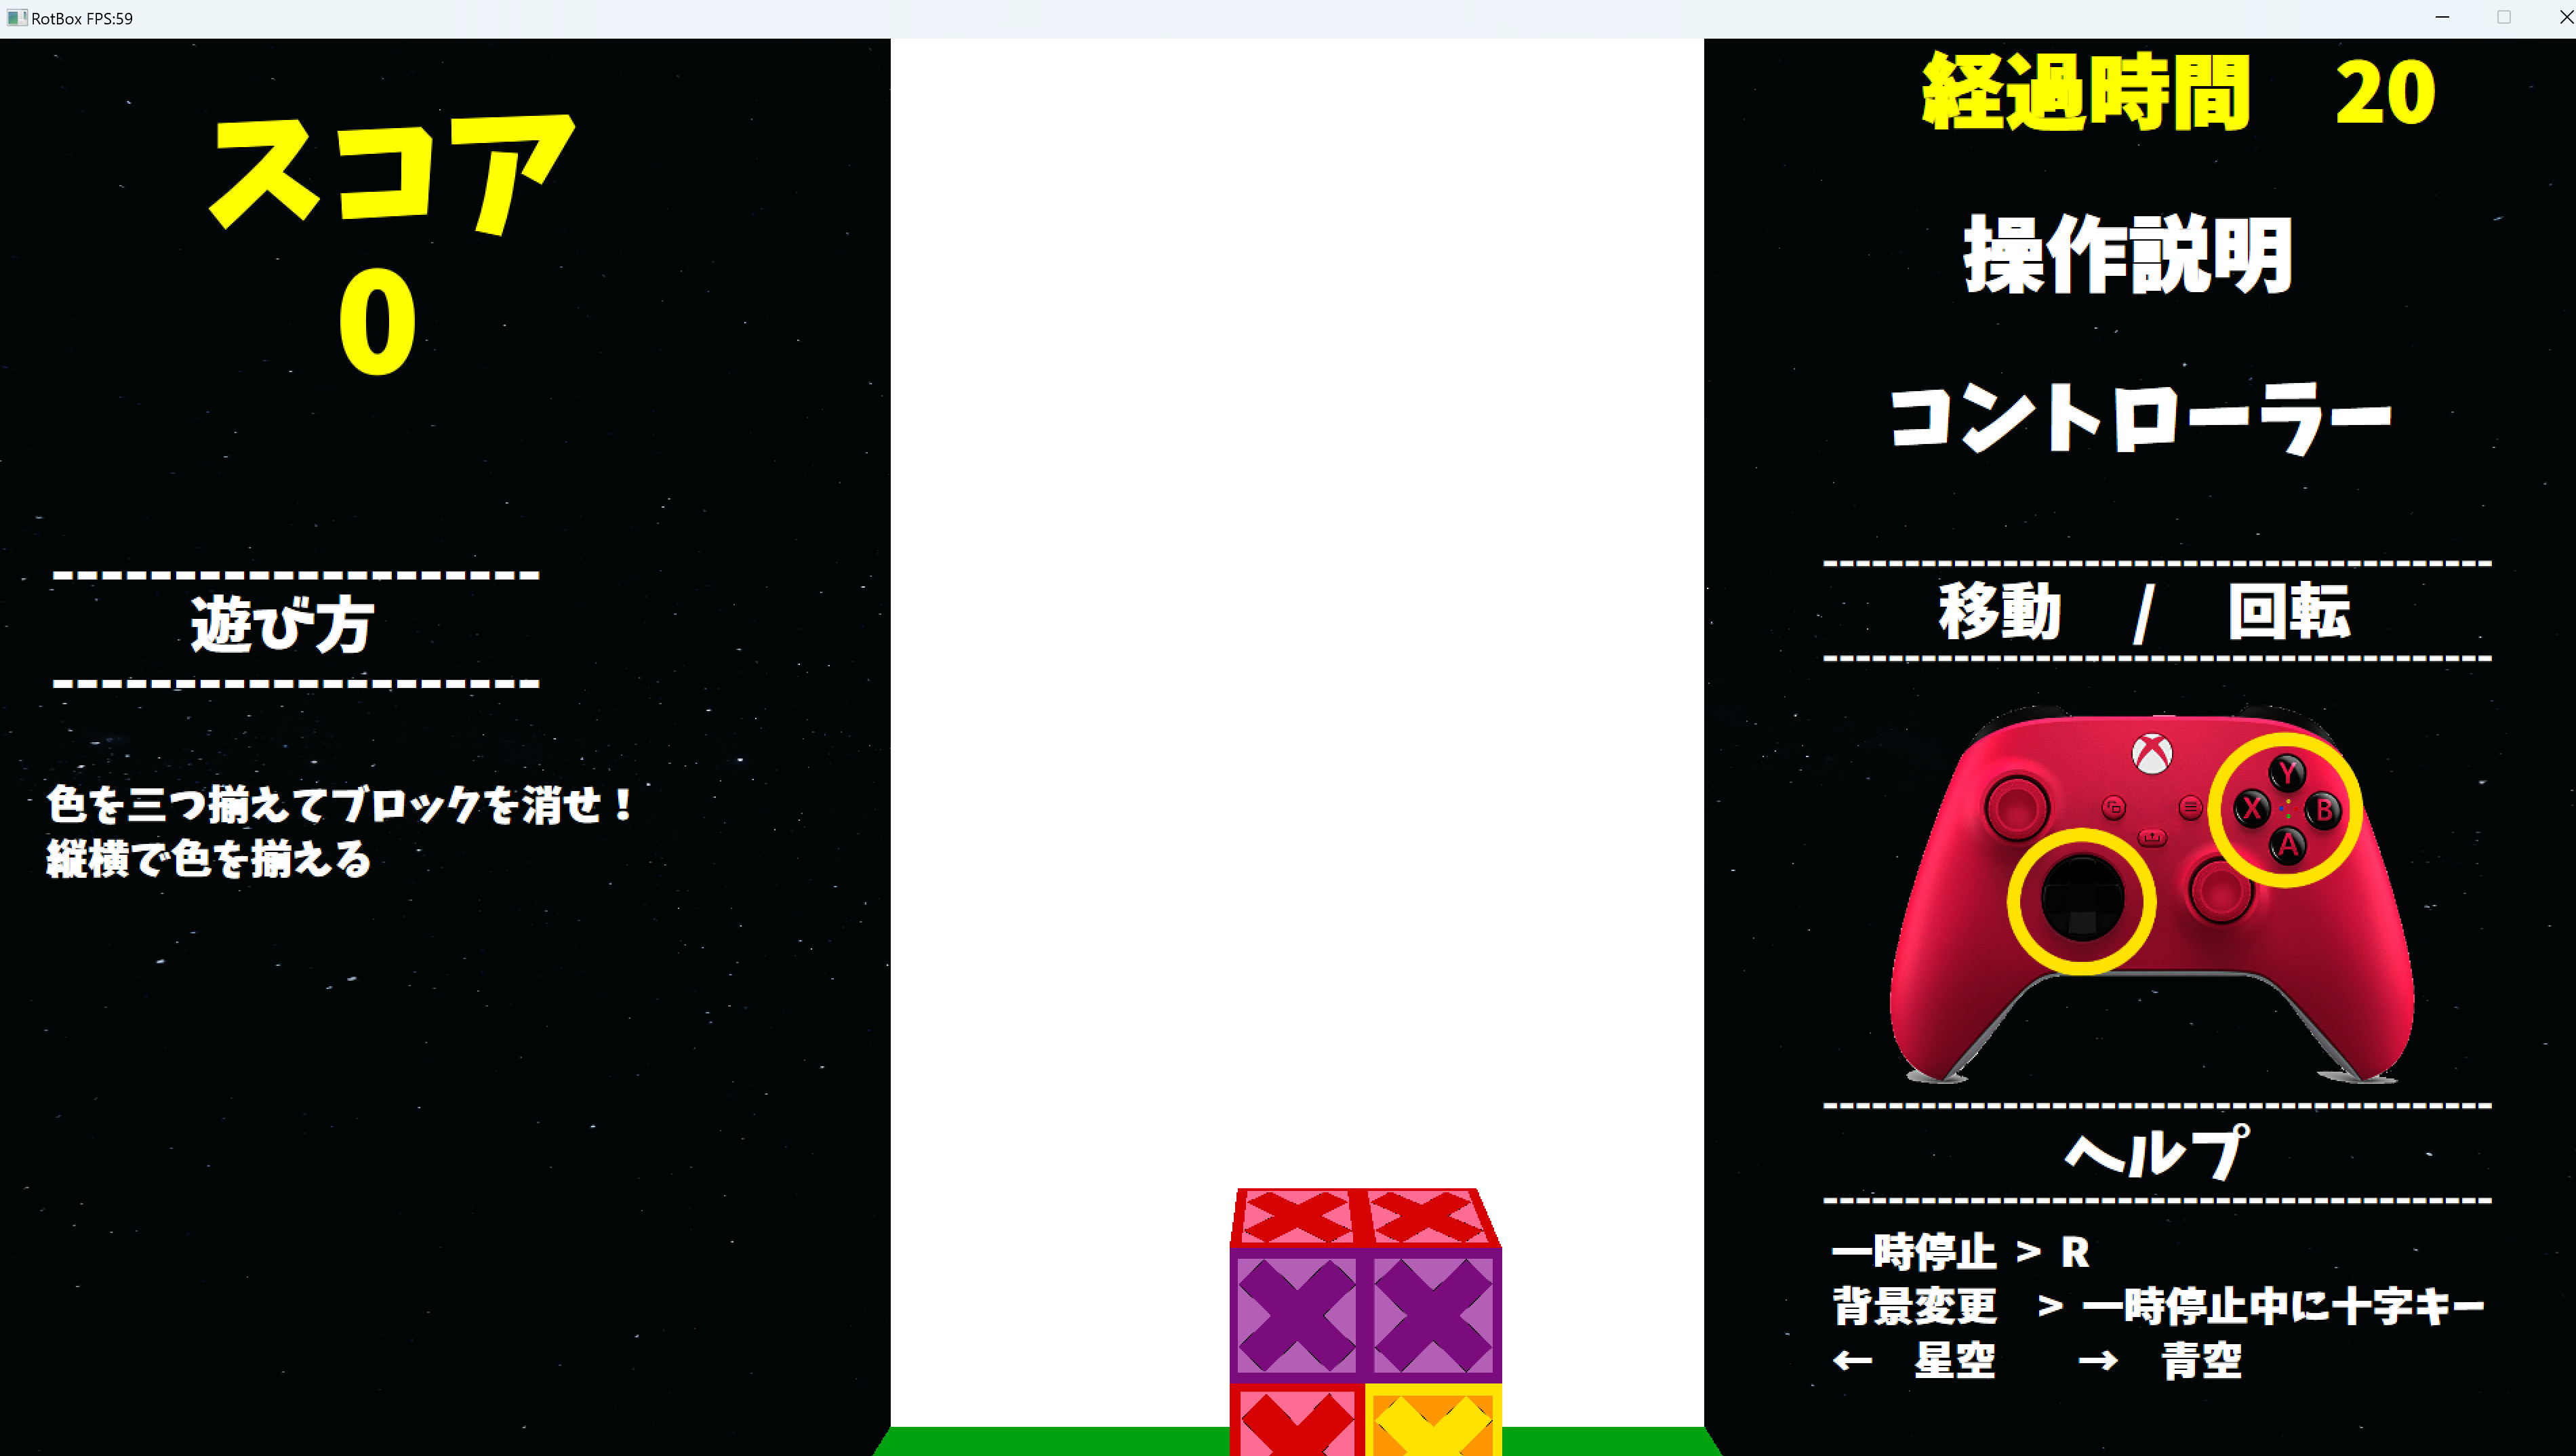 RotBox FPS:59
スコア
0
--------------------
遊び方
--------------------
色を三つ揃えてブロックを消せ！
縦横で色を揃える
経過時間　20
操作説明
コントローラー
----------------------------------------
移動　/　回転
----------------------------------------
Y
X B
A
----------------------------------------
ヘルプ
----------------------------------------
一時停止 > R
背景変更　> 一時停止中に十字キー
←　星空　　→　青空